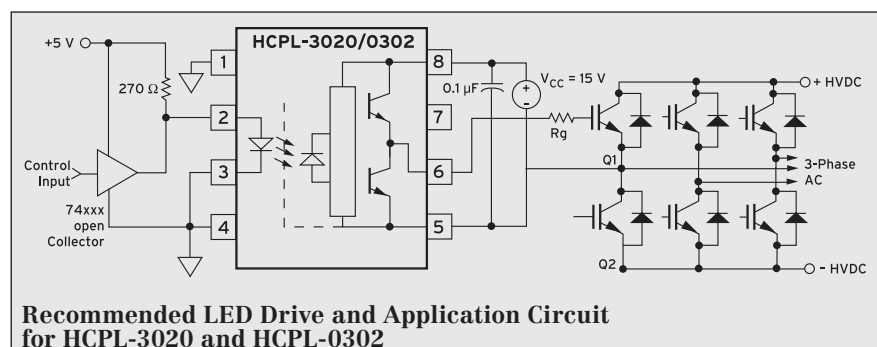 HCPL-3020/0302
+5 V
1
8
270 Ω
0.1 µF
V_CC = 15 V
+
-
+ HVDC
2
7
Rg
Control
Input
3
6
Q1
3-Phase
AC
74xxx
open
Collector
4
5
Q2
- HVDC
Recommended LED Drive and Application Circuit
for HCPL-3020 and HCPL-0302